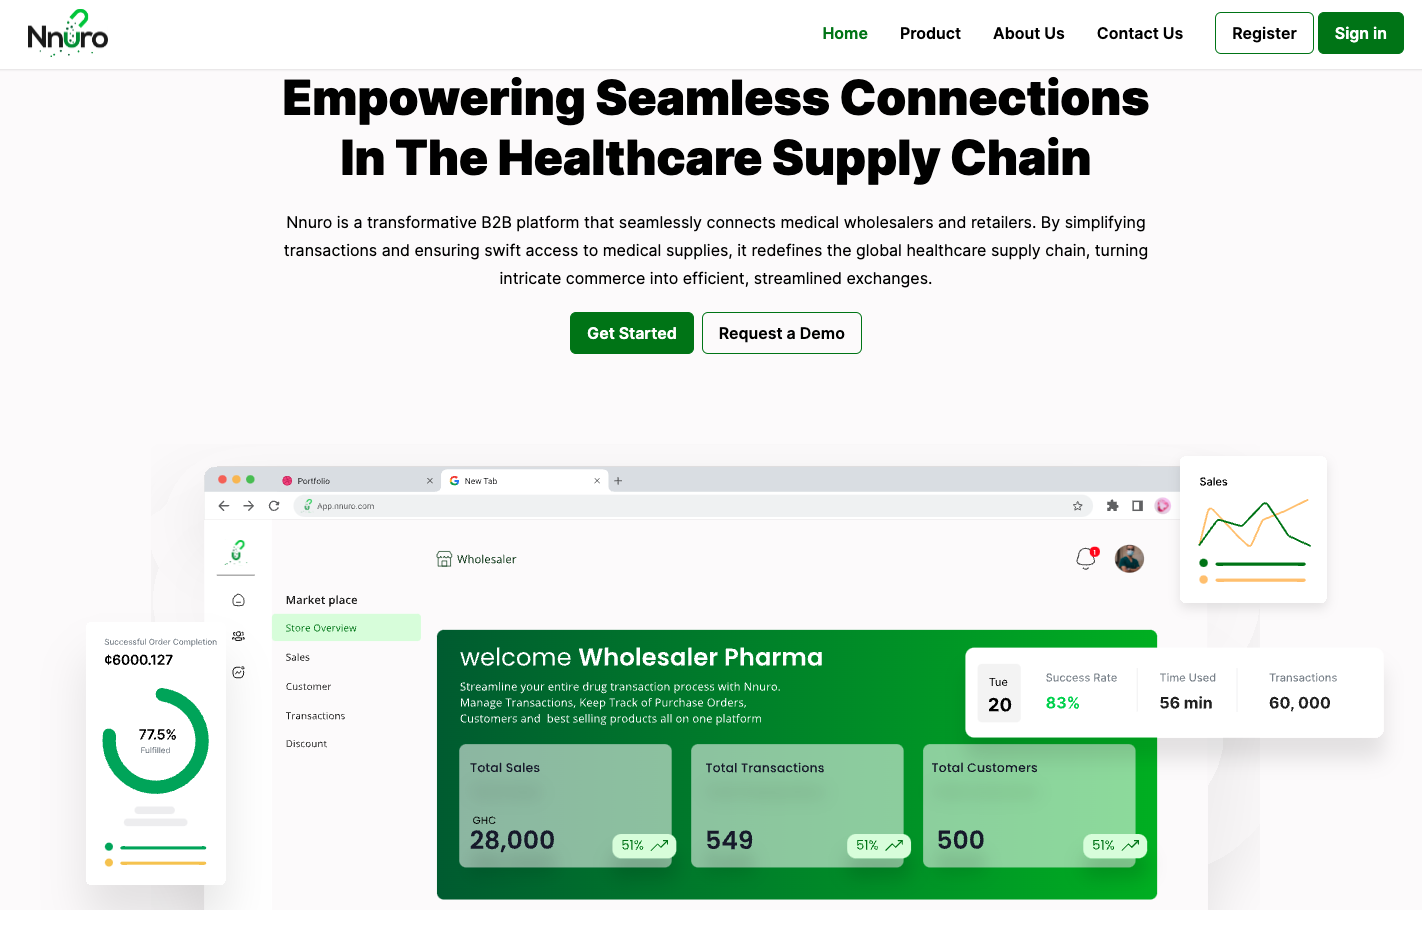 Nnuro
Home
Product
About Us
Contact Us
Register
Sign in
Empowering Seamless Connections
In The Healthcare Supply Chain
Nnuro is a transformative B2B platform that seamlessly connects medical wholesalers and retailers. By simplifying
transactions and ensuring swift access to medical supplies, it redefines the global healthcare supply chain, turning
intricate commerce into efficient, streamlined exchanges.
Get Started
Request a Demo
Portfolio
New Tab
App.nnuro.com
Sales
Wholesaler
1
Market place
Store Overview
Sales
Customer
Transactions
Discount
Successful Order Completion
¢6000.127
77.5%
Fulfilled
welcome Wholesaler Pharma
Streamline your entire drug transaction process with Nnuro.
Manage Transactions, Keep Track of Purchase Orders,
Customers and best selling products all on one platform
Tue
20
Success Rate
83%
Time Used
56 min
Transactions
60, 000
Total Sales
GHC
28,000
51%
Total Transactions
549
51%
Total Customers
500
51%